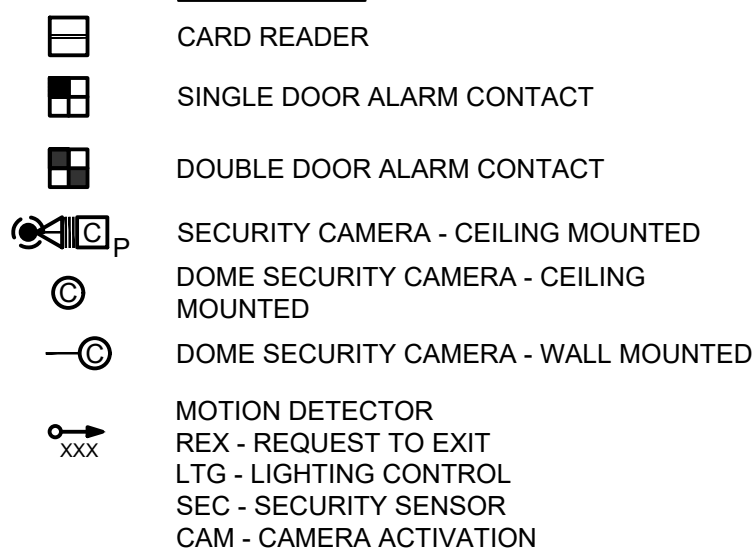 CARD READER
SINGLE DOOR ALARM CONTACT
DOUBLE DOOR ALARM CONTACT
C P SECURITY CAMERA - CEILING MOUNTED
C DOME SECURITY CAMERA - CEILING
MOUNTED
C DOME SECURITY CAMERA - WALL MOUNTED
MOTION DETECTOR
XXX REX - REQUEST TO EXIT
LTG - LIGHTING CONTROL
SEC - SECURITY SENSOR
CAM - CAMERA ACTIVATION